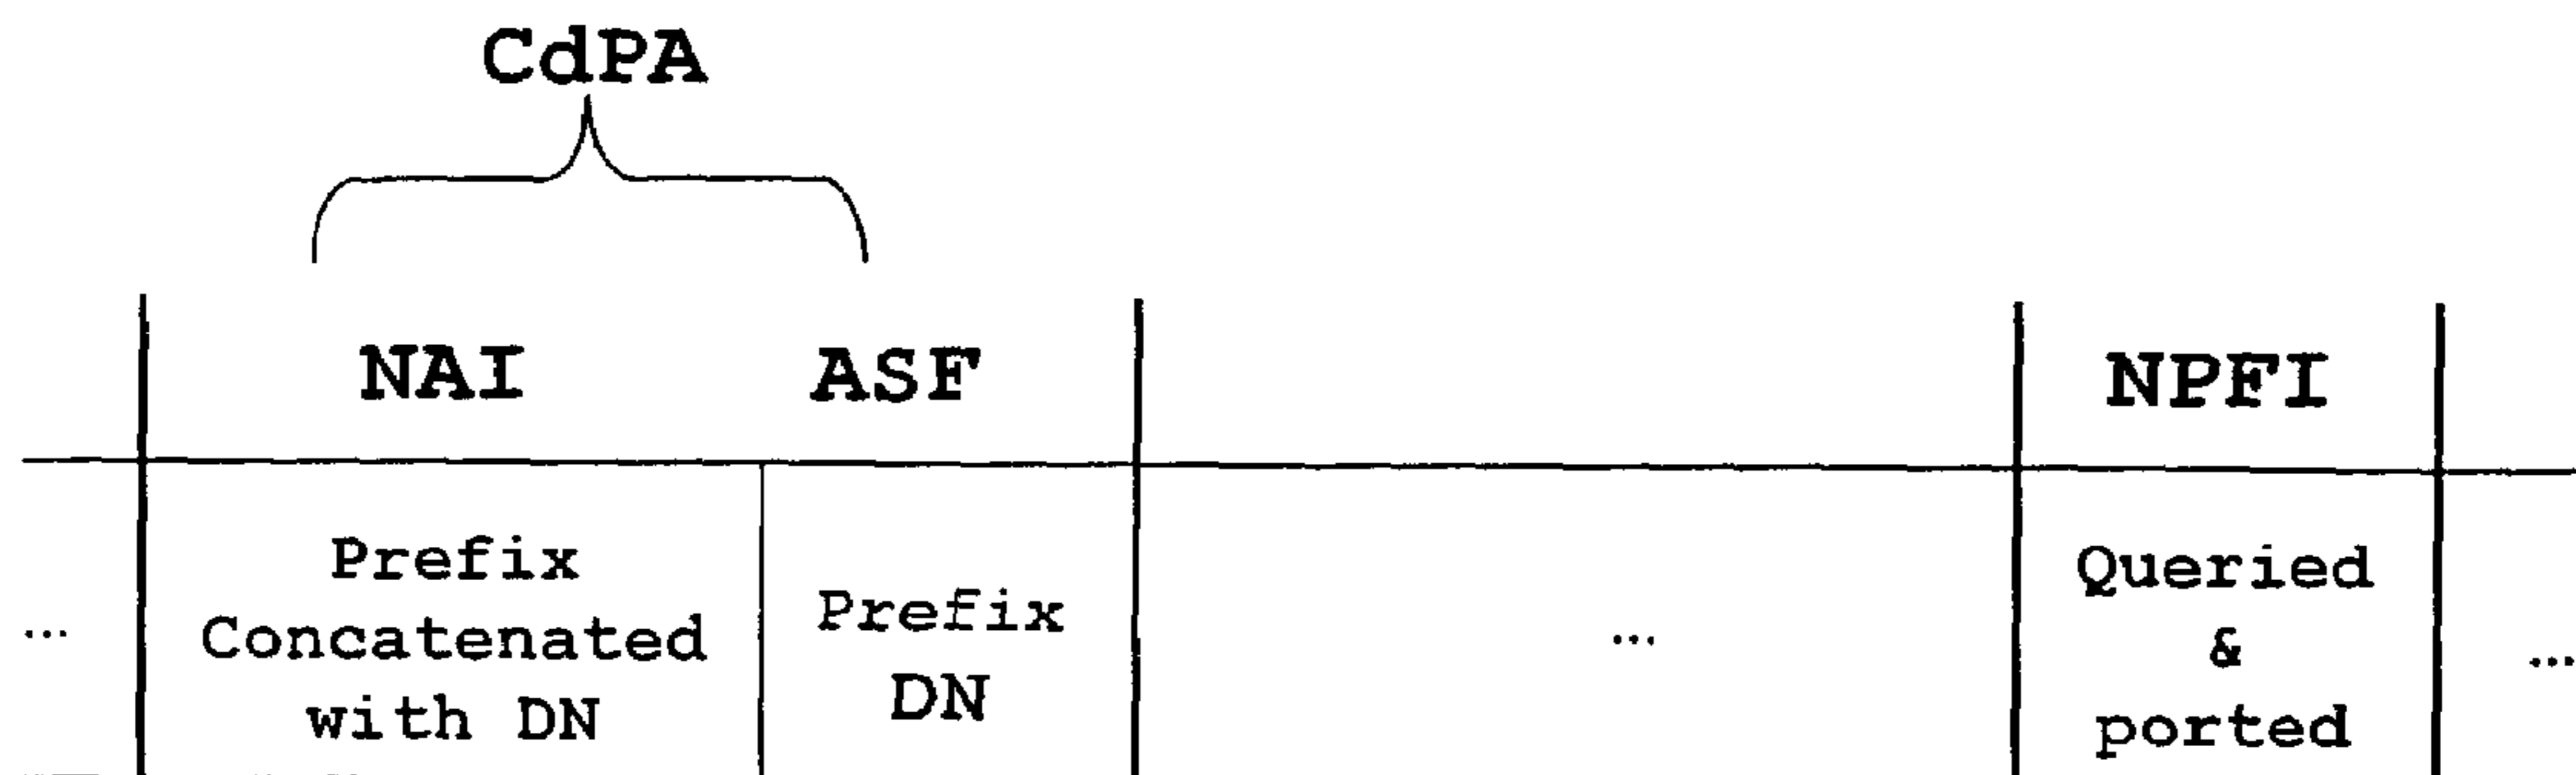 CdPA
NAI ASF NPFI
Prefix
Concatenated
with DN
Prefix
DN
...
...
Queried
&
ported
...